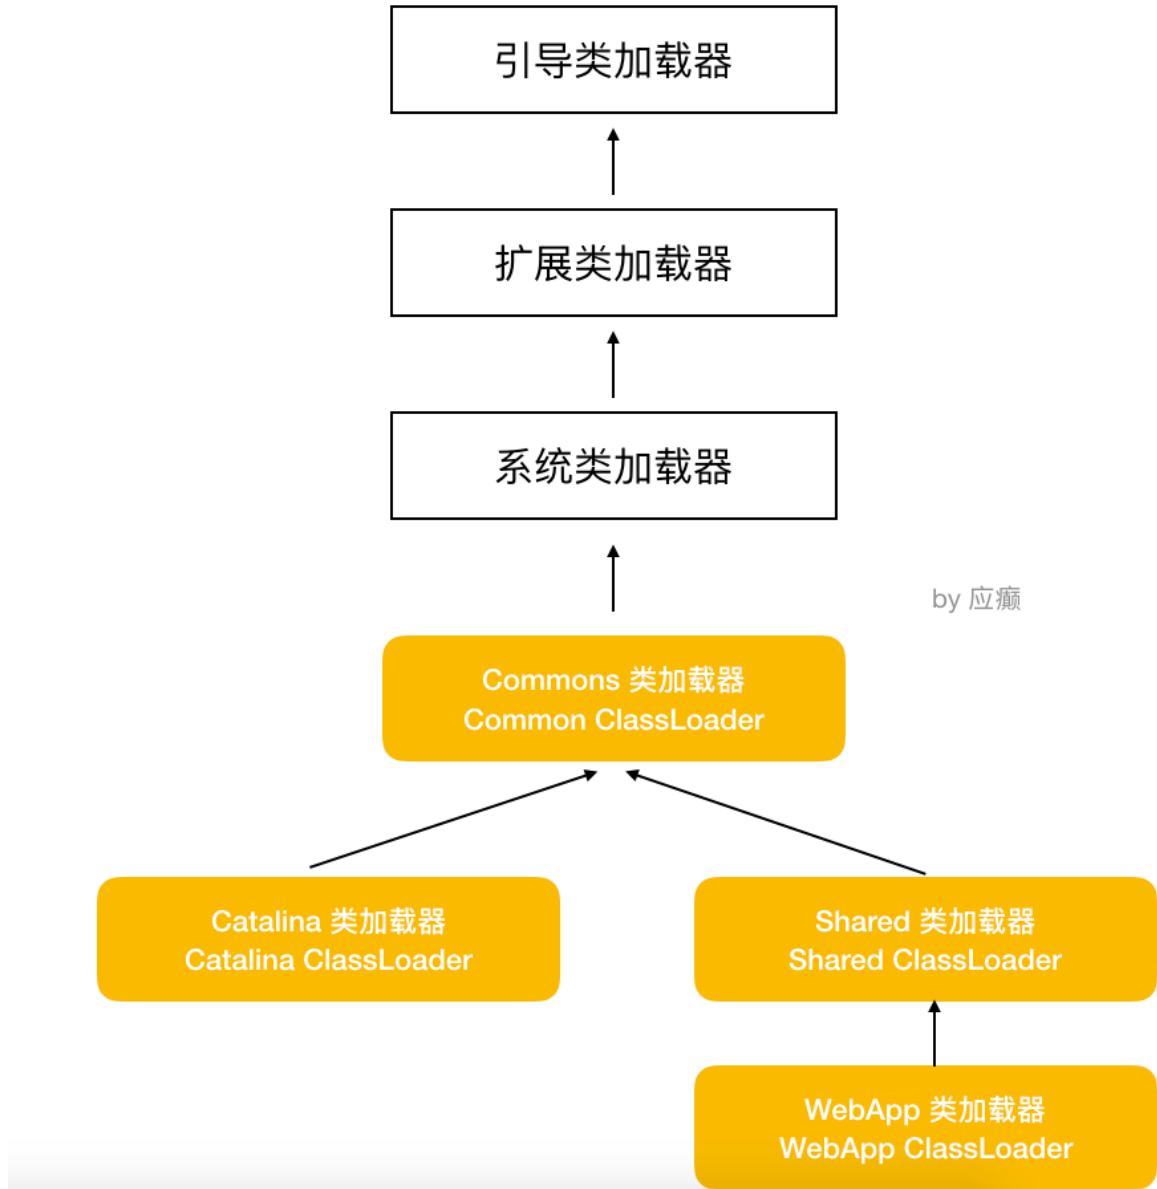 引导类加载器
扩展类加载器
系统类加载器
by 应癫
Commons 类加载器
Common ClassLoader
Catalina 类加载器
Catalina ClassLoader
Shared 类加载器
Shared ClassLoader
WebApp 类加载器
WebApp ClassLoader